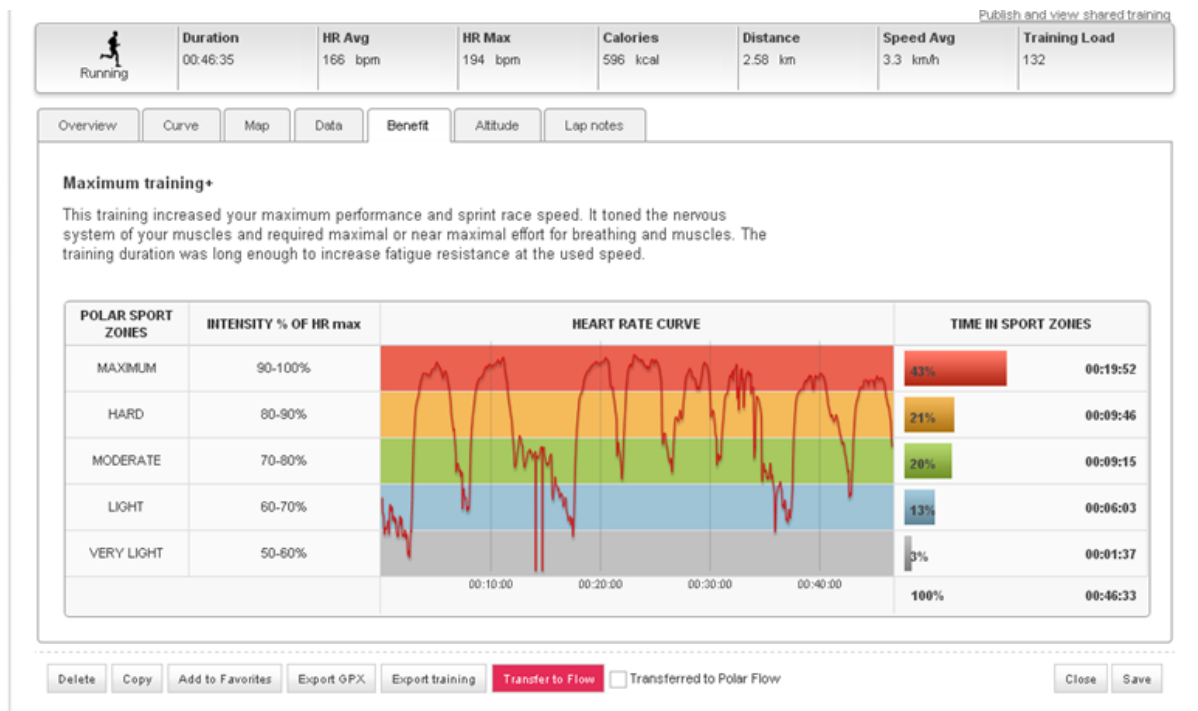 Publish and view shared training
Running
Duration
00:46:35
HR Avg
166 bpm
HR Max
194 bpm
Calories
596 kcal
Distance
2.58 km
Speed Avg
3.3 km/h
Training Load
132
Overview Curve Map Data Benefit Altitude Lap notes
Maximum training+
This training increased your maximum performance and sprint race speed. It toned the nervous
system of your muscles and required maximal or near maximal effort for breathing and muscles. The
training duration was long enough to increase fatigue resistance at the used speed.
POLAR SPORT
ZONES
INTENSITY % OF HR max
HEART RATE CURVE
TIME IN SPORT ZONES
MAXIMUM 90-100% 43% 00:19:52
HARD 80-90% 21% 00:09:46
MODERATE 70-80% 20% 00:09:15
LIGHT 60-70% 13% 00:06:03
VERY LIGHT 50-60% 3% 00:01:37
00:10:00 00:20:00 00:30:00 00:40:00
100% 00:46:33
Delete Copy Add to Favorites Export GPX Export training Transfer to Flow Transferred to Polar Flow Close Save